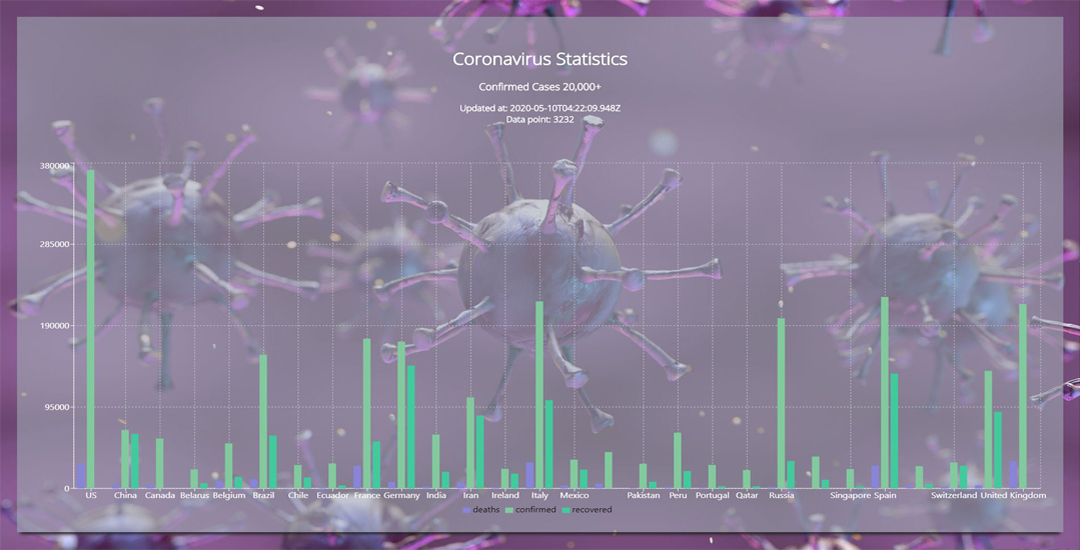 Coronavirus Statistics
Confirmed Cases 20,000+
Updated at: 2020-05-10T04:22:09.948Z
Data point: 3232
380000
285000
190000
95000
0
US China Canada Belarus Belgium Brazil Chile Ecuador France Germany India Iran Ireland Italy Mexico Pakistan Peru Portugal Qatar Russia Singapore Spain Switzerland United Kingdom
deaths confirmed recovered